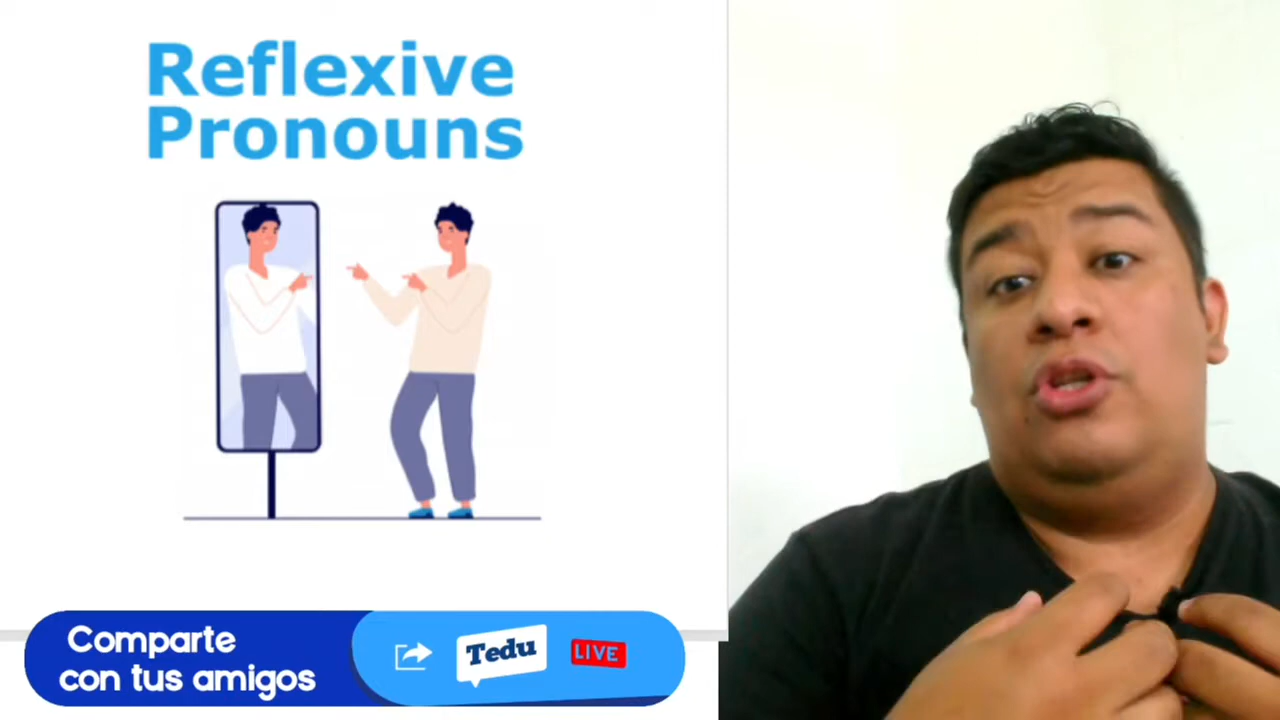 Reflexive
Pronouns
Comparte
con tus amigos
Tedu
LIVE